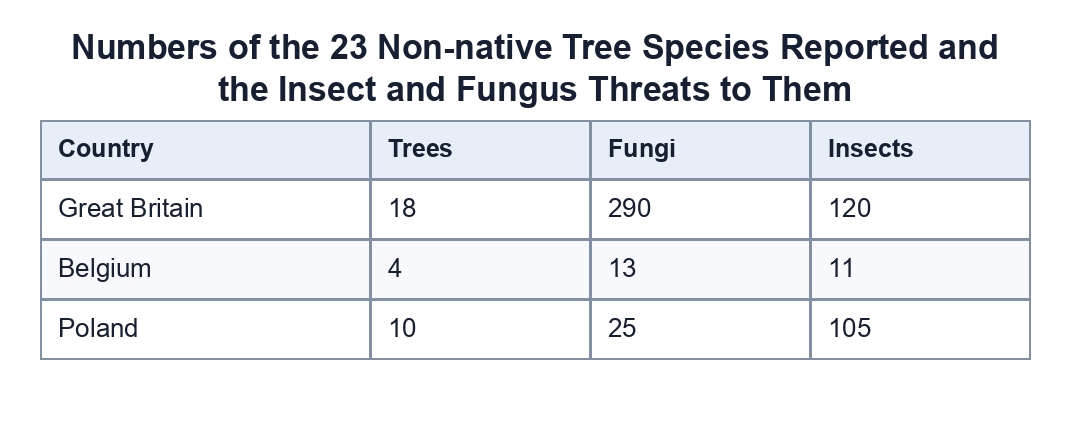 Numbers of the 23 Non-native Tree Species Reported and
the Insect and Fungus Threats to Them
Country Trees Fungi Insects
Great Britain 18 290 120
Belgium 4 13 11
Poland 10 25 105